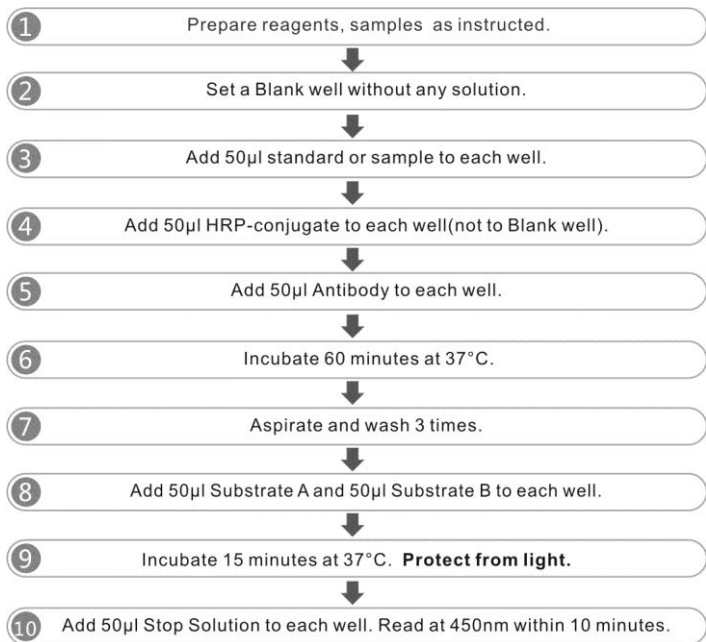 1 Prepare reagents, samples as instructed.
2 Set a Blank well without any solution.
3 Add 50μl standard or sample to each well.
4 Add 50μl HRP-conjugate to each well(not to Blank well).
5 Add 50μl Antibody to each well.
6 Incubate 60 minutes at 37°C.
7 Aspirate and wash 3 times.
8 Add 50μl Substrate A and 50μl Substrate B to each well.
9 Incubate 15 minutes at 37°C. Protect from light.
10 Add 50μl Stop Solution to each well. Read at 450nm within 10 minutes.